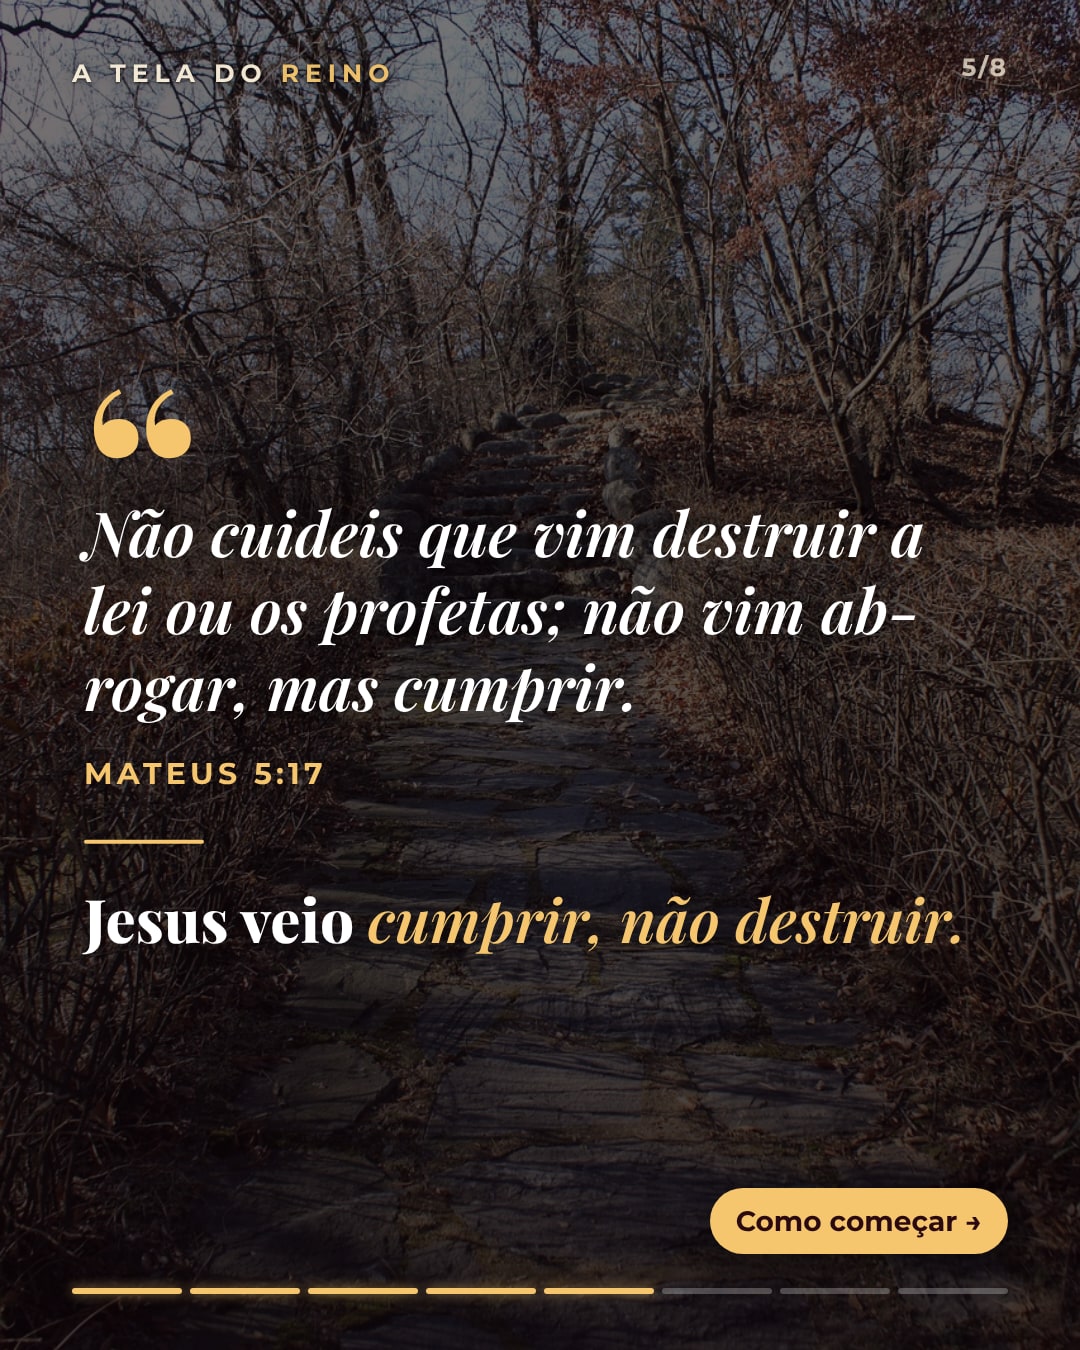 A TELA DO REINO
5/8
“
Não cuideis que vim destruir a
lei ou os profetas; não vim ab-
rogar, mas cumprir.
MATEUS 5:17
Jesus veio cumprir, não destruir.
Como começar →